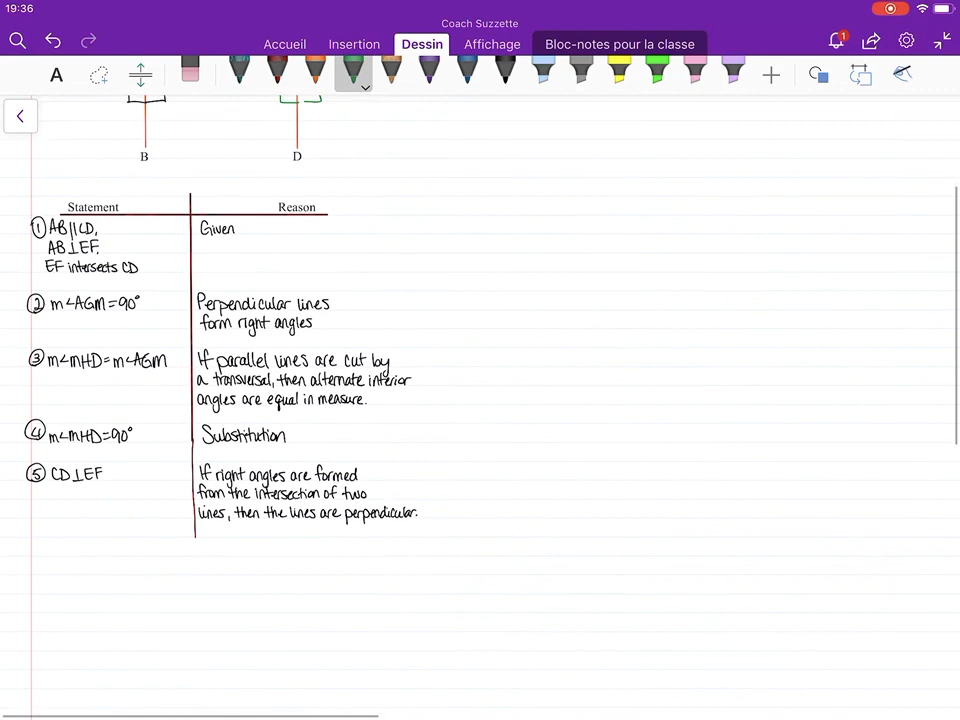 19:36
Coach Suzzette
Accueil Insertion Dessin Affichage Bloc-notes pour la classe
1
A
B D
Statement Reason
① AB||CD, Given
AB⊥EF,
EF intersects CD
② m∠AGM=90° Perpendicular lines
form right angles
③ m∠MHD=m∠AGM If parallel lines are cut by
a transversal, then alternate interior
angles are equal in measure.
④ m∠MHD=90° Substitution
⑤ CD⊥EF If right angles are formed
from the intersection of two
lines, then the lines are perpendicular.